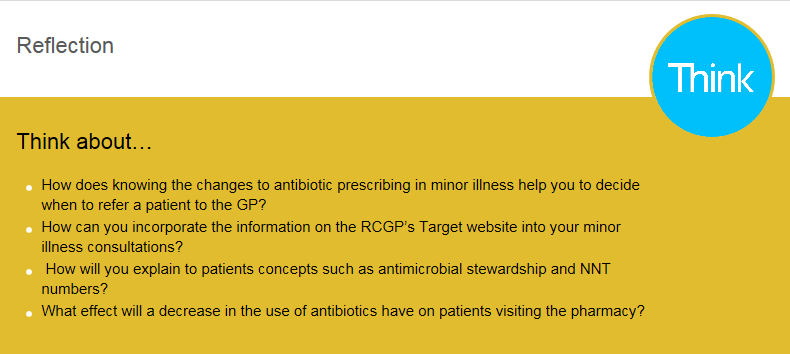 Reflection
Think
Think about…
How does knowing the changes to antibiotic prescribing in minor illness help you to decide
when to refer a patient to the GP?
How can you incorporate the information on the RCGP's Target website into your minor
illness consultations?
How will you explain to patients concepts such as antimicrobial stewardship and NNT
numbers?
What effect will a decrease in the use of antibiotics have on patients visiting the pharmacy?